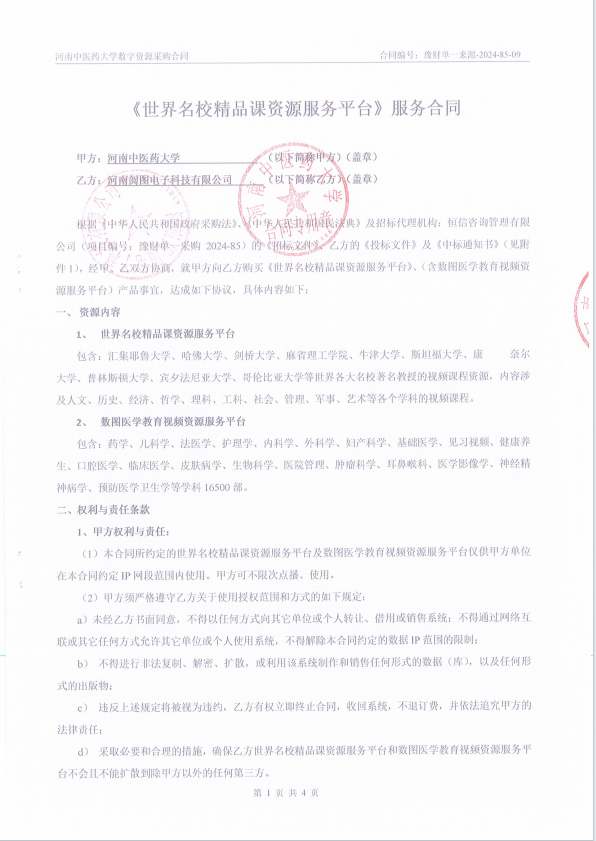 河南中医药大学数字资源采购合同 合同编号：豫财单一来源-2024-85-09
《世界名校精品课资源服务平台》服务合同
甲方：河南中医药大学 （以下简称甲方）（盖章）
乙方：河南阅图电子科技有限公司 （以下简称乙方）（盖章）
河南中医药大学
合同专用章
根据《中华人民共和国政府采购法》、《中华人民共和国民法典》及招标代理机构：恒信咨询管理有限
公司（项目编号：豫财单一采购 2024-85）的《招标文件》、乙方的《投标文件》及《中标通知书》（见附
件 1），经甲、乙双方协商，就甲方向乙方购买《世界名校精品课资源服务平台》、（含数图医学教育视频资
源服务平台）产品事宜，达成如下协议，具体内容如下：
一、 资源内容
1、 世界名校精品课资源服务平台
包含：汇集耶鲁大学、哈佛大学、剑桥大学、麻省理工学院、牛津大学、斯坦福大学、康 奈尔
大学、普林斯顿大学、宾夕法尼亚大学、哥伦比亚大学等世界各大名校著名教授的视频课程资源，内容涉
及人文、历史、经济、哲学、理科、工科、社会、管理、军事、艺术等各个学科的视频课程。
2、 数图医学教育视频资源服务平台
包含：药学、儿科学、法医学、护理学、内科学、外科学、妇产科学、基础医学、见习视频、健康养
生、口腔医学、临床医学、皮肤病学、生物科学、医院管理、肿瘤科学、耳鼻喉科、医学影像学、神经精
神病学、预防医学卫生学等学科 16500 部。
二、权利与责任条款
1、甲方权利与责任：
（1）本合同所约定的世界名校精品课资源服务平台及数图医学教育视频资源服务平台仅供甲方单位
在本合同约定 IP 网段范围内使用。甲方可不限次点播、使用。
（2）甲方须严格遵守乙方关于使用授权范围和方式的如下规定：
a）未经乙方书面同意，不得以任何方式向其它单位或个人转让、借用或销售系统；不得通过网络互
联或其它任何方式允许其它单位或个人使用系统，不得解除本合同约定的数据 IP 范围的限制；
b） 不得进行非法复制、解密、扩散，或利用该系统制作和销售任何形式的数据（库），以及任何形
式的出版物；
c） 违反上述规定将被视为违约，乙方有权立即终止合同，收回系统，不退订费，并依法追究甲方的
法律责任；
d） 采取必要和合理的措施，确保乙方世界名校精品课资源服务平台和数图医学教育视频资源服务平
台不会且不能扩散到除甲方以外的任何第三方。
第 1 页 共 4 页